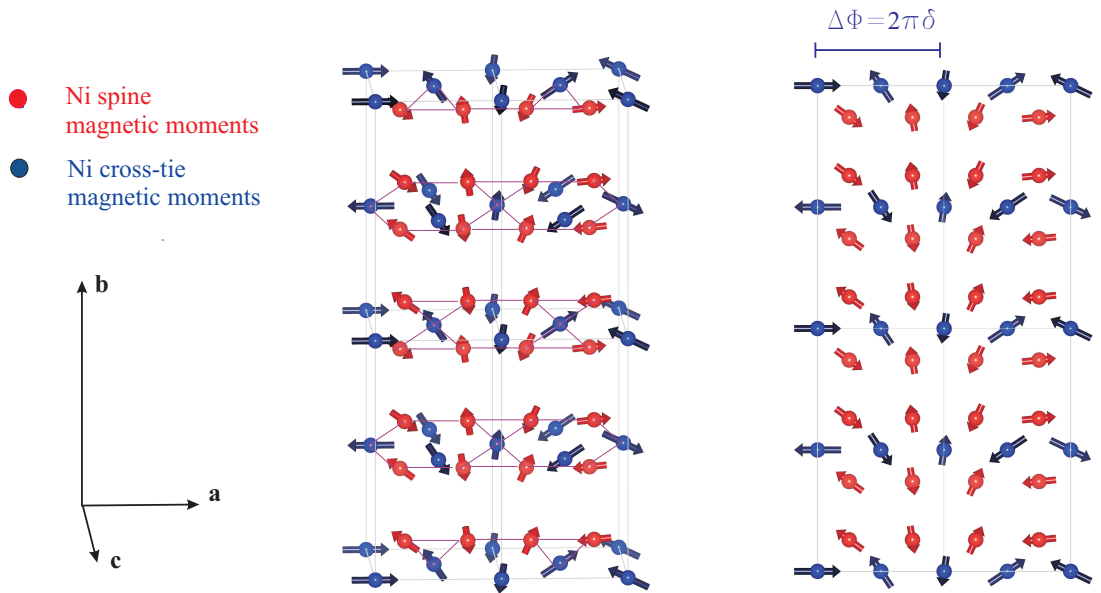 ΔΦ=2πδ
Ni spine
magnetic moments
Ni cross-tie
magnetic moments
b
a
c